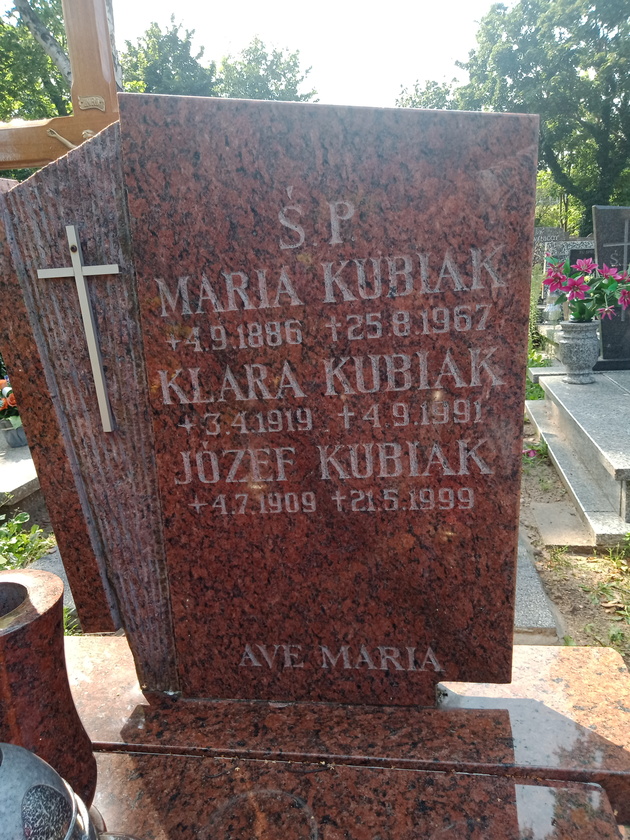 Ś P
MARIA KUBIAK
+4.9.1886 †25.8.1967
KLARA KUBIAK
+3.4.1919 †4.9.1991
JÓZEF KUBIAK
+4.7.1909 †21.5.1999
AVE MARIA